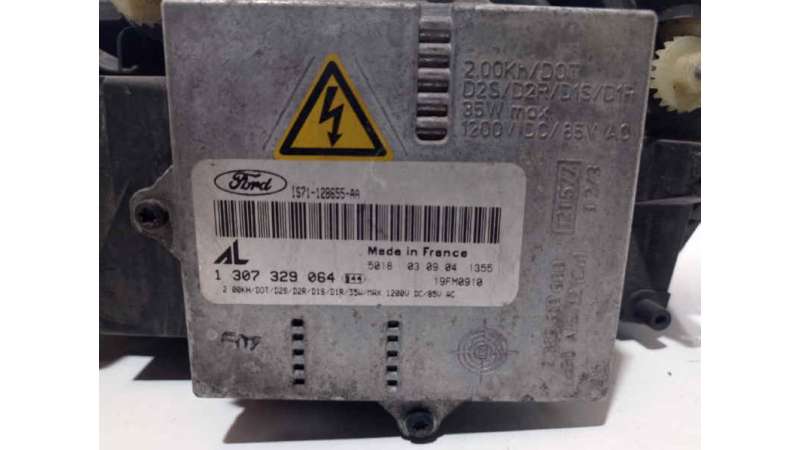 2.00Kh/DOT
D2S/D2R/D1S/D1R
35W max
1200V DC/85V AC
Ford
1S71-12B655-AA
AL
Made in France
5018 03 09 04 1355
1 307 329 064
19FM0910
2 00KH/DOT/D2S/D2R/D1S/D1R/35W/MAX 1200V DC/85V AC